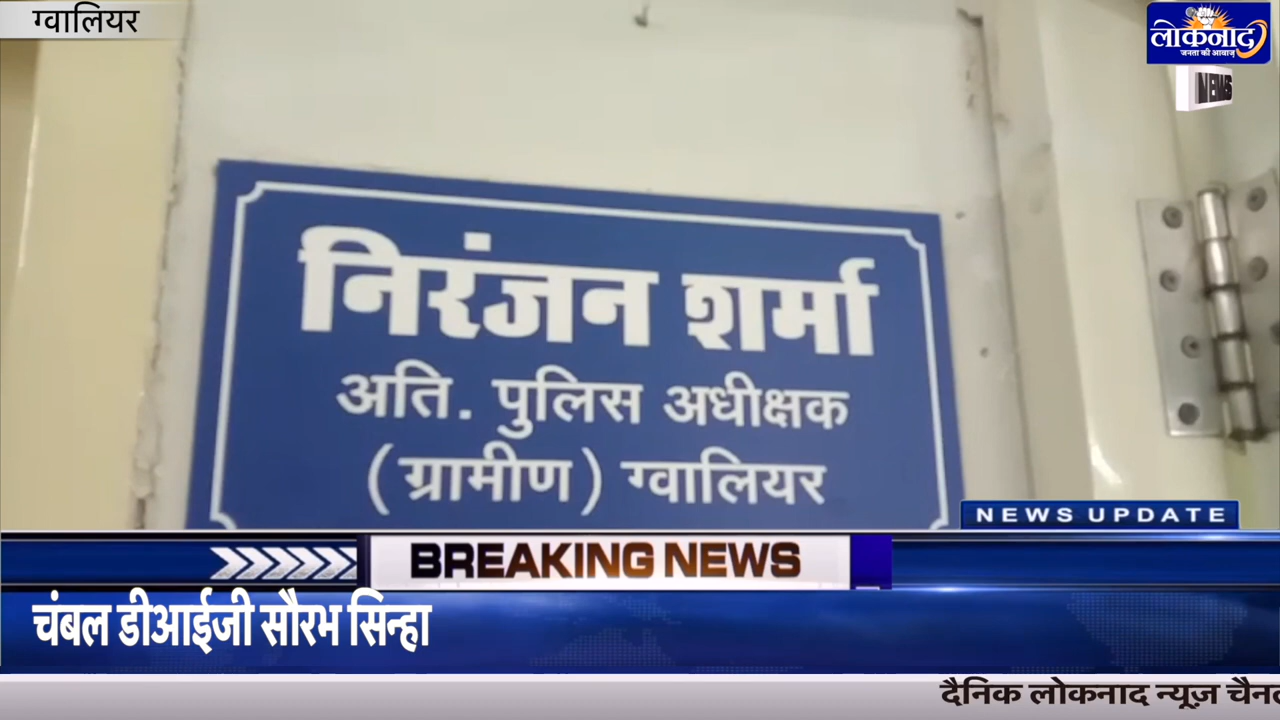 ग्वालियर
लोकनाद
जनता की आवाज़
NEWS
निरंजन शर्मा
अति. पुलिस अधीक्षक
(ग्रामीण) ग्वालियर
NEWS UPDATE
BREAKING NEWS
चंबल डीआईजी सौरभ सिन्हा
दैनिक लोकनाद न्यूज़